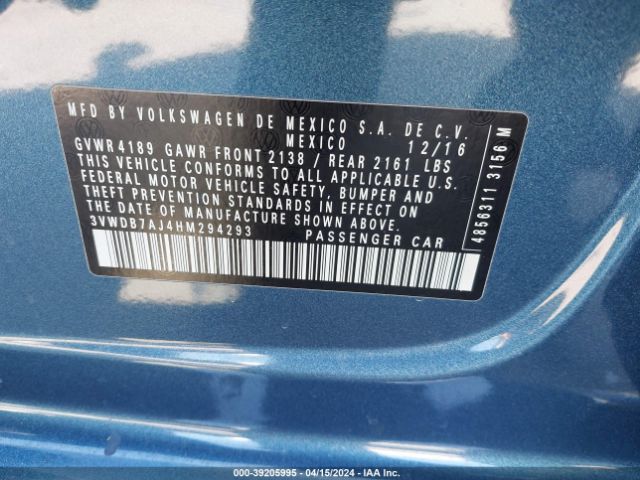 MFD BY VOLKSWAGEN DE MEXICO S.A. DE C.V.
MEXICO 12/16
GVWR 4189 GAWR FRONT 2138 / REAR 2161 LBS
THIS VEHICLE CONFORMS TO ALL APPLICABLE U.S.
FEDERAL MOTOR VEHICLE SAFETY, BUMPER AND
THEFT PREVENTION STANDARDS IN EFFECT ON THE
DATE OF MANUFACTURE SHOWN ABOVE.
3VWDB7AJ4HM294293 PASSENGER CAR
4856311 3156 M
000-39205995 - 04/15/2024 - IAA Inc.